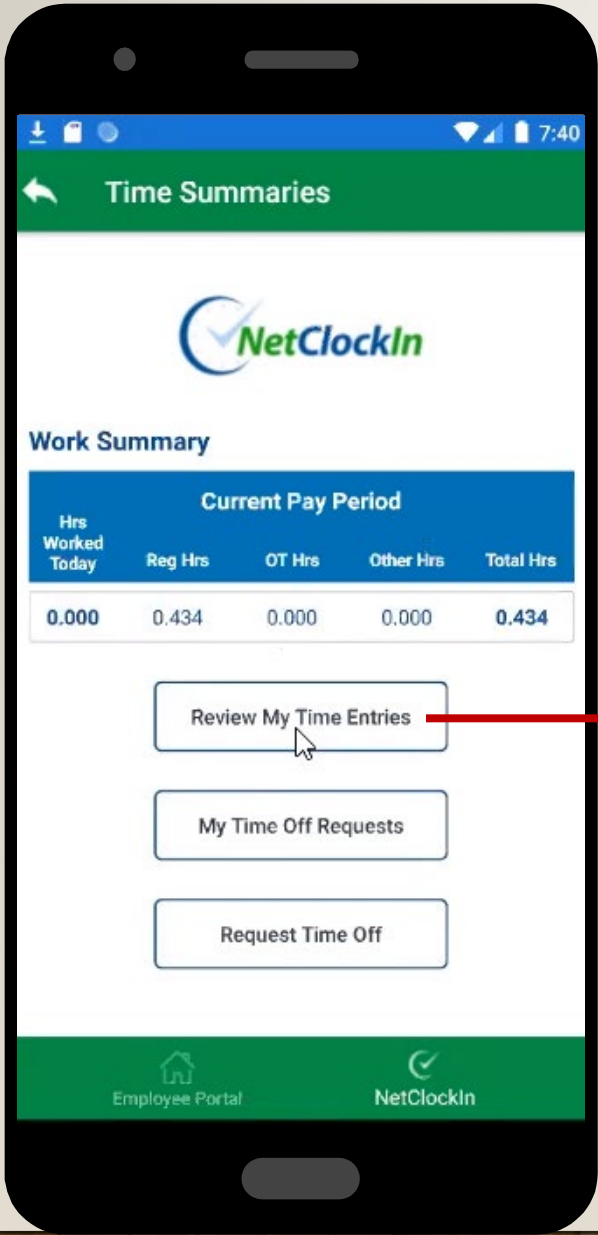 7:40
Time Summaries
NetClockIn
Work Summary
Current Pay Period
Hrs
Worked
Today
Reg Hrs
OT Hrs
Other Hrs
Total Hrs
0.000
0.434
0.000
0.000
0.434
Review My Time Entries
My Time Off Requests
Request Time Off
Employee Portal
NetClockIn